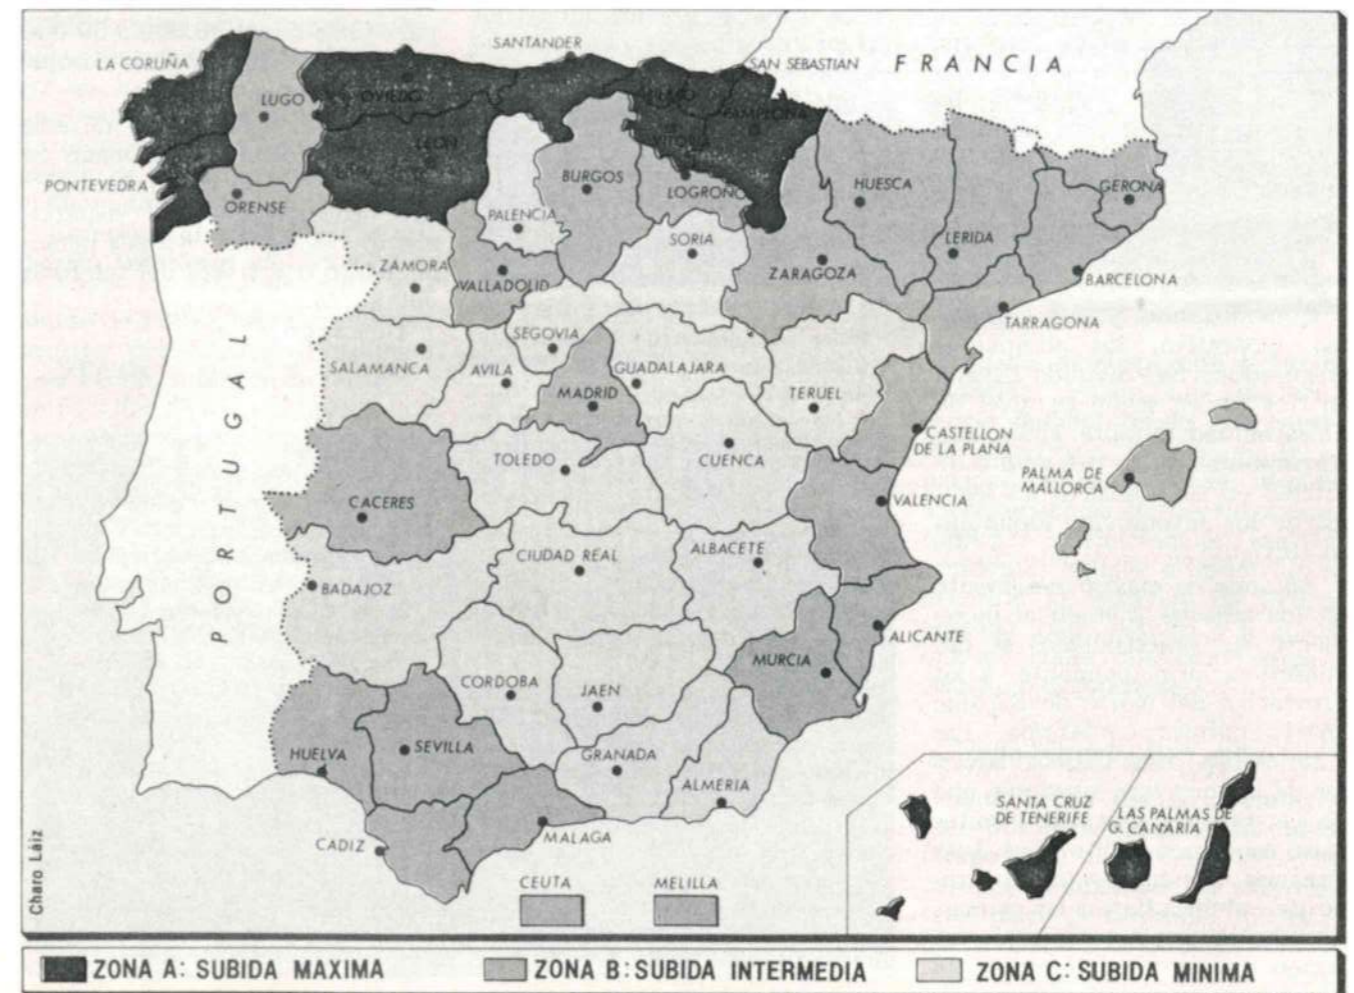 LA CORUÑA
SANTANDER
SAN SEBASTIAN
FRANCIA
LUGO
OVIEDO
PAMPLONA
LEON
VITORIA
PONTEVEDRA
ORENSE
BURGOS
LOGROÑO
HUESCA
GERONA
PALENCIA
SORIA
LERIDA
ZAMORA
VALLADOLID
ZARAGOZA
BARCELONA
TARRAGONA
SEGOVIA
SALAMANCA
AVILA
GUADALAJARA
MADRID
TERUEL
PORTUGAL
TOLEDO
CUENCA
CASTELLON
DE LA PLANA
PALMA DE
MALLORCA
CACERES
VALENCIA
CIUDAD REAL
ALBACETE
BADAJOZ
ALICANTE
MURCIA
CORDOBA
JAEN
HUELVA
SEVILLA
GRANADA
ALMERIA
CADIZ
MALAGA
SANTA CRUZ
DE TENERIFE
LAS PALMAS DE
G. CANARIA
CEUTA
MELILLA
Charo Láiz
ZONA A: SUBIDA MAXIMA
ZONA B: SUBIDA INTERMEDIA
ZONA C: SUBIDA MINIMA